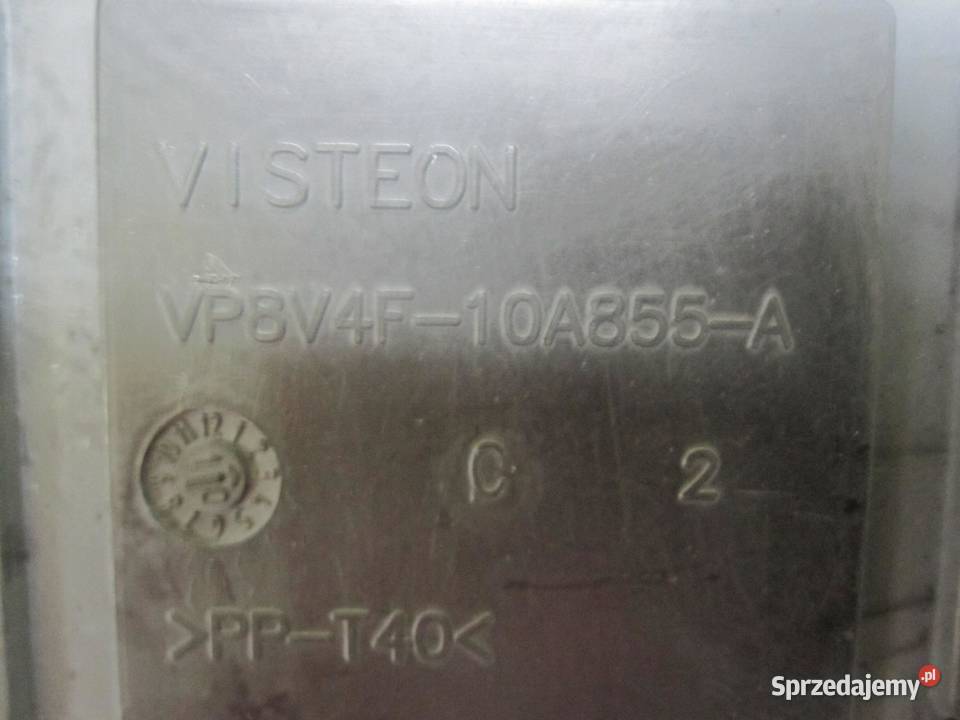 VISTEON
VP8V4F-10A855-A
C 2
>PP-T40<
Sprzedajemy.pl